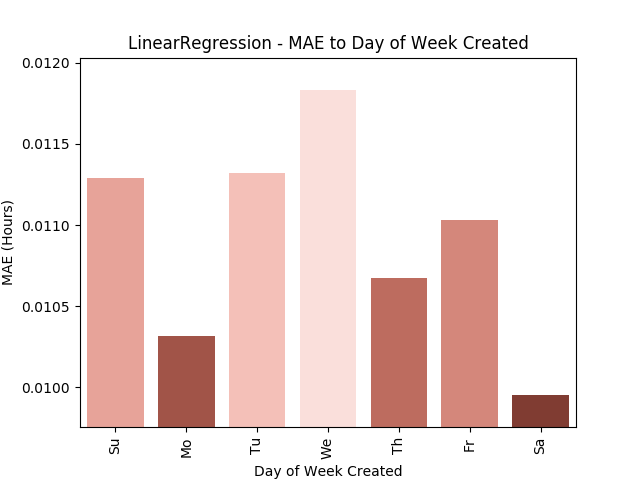 LinearRegression - MAE to Day of Week Created
0.0120
0.0115
0.0110
0.0105
0.0100
MAE (Hours)
Su
Mo
Tu
We
Th
Fr
Sa
Day of Week Created